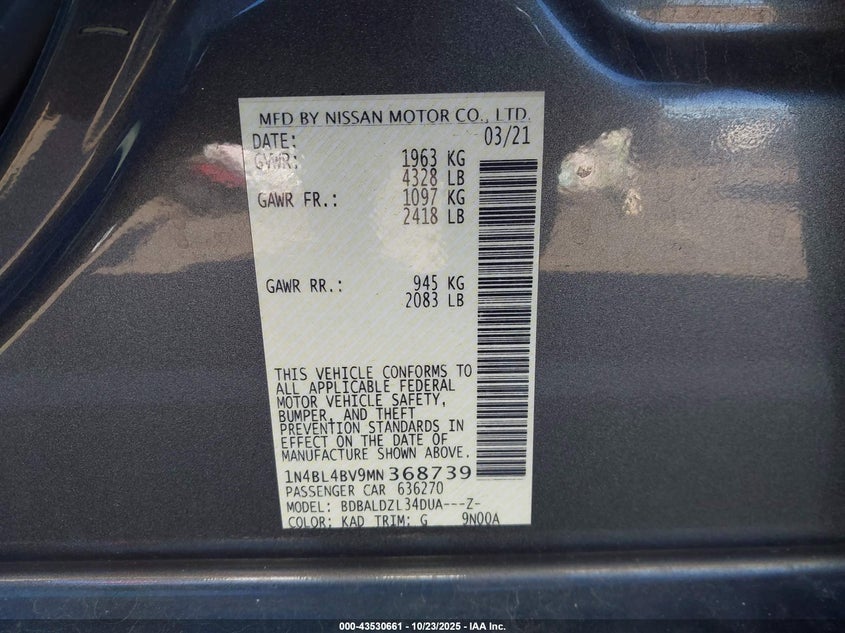 MFD BY NISSAN MOTOR CO., LTD.
DATE: 03/21
GVWR: 1963 KG
4328 LB
GAWR FR.: 1097 KG
2418 LB
GAWR RR.: 945 KG
2083 LB
THIS VEHICLE CONFORMS TO
ALL APPLICABLE FEDERAL
MOTOR VEHICLE SAFETY,
BUMPER, AND THEFT
PREVENTION STANDARDS IN
EFFECT ON THE DATE OF
MANUFACTURE SHOWN ABOVE.
1N4BL4BV9MN368739
PASSENGER CAR 636270
MODEL: BDBALDZL34DUA---Z-
COLOR: KAD TRIM: G 9N00A
000-43530661 | 10/23/2025 - IAA Inc.